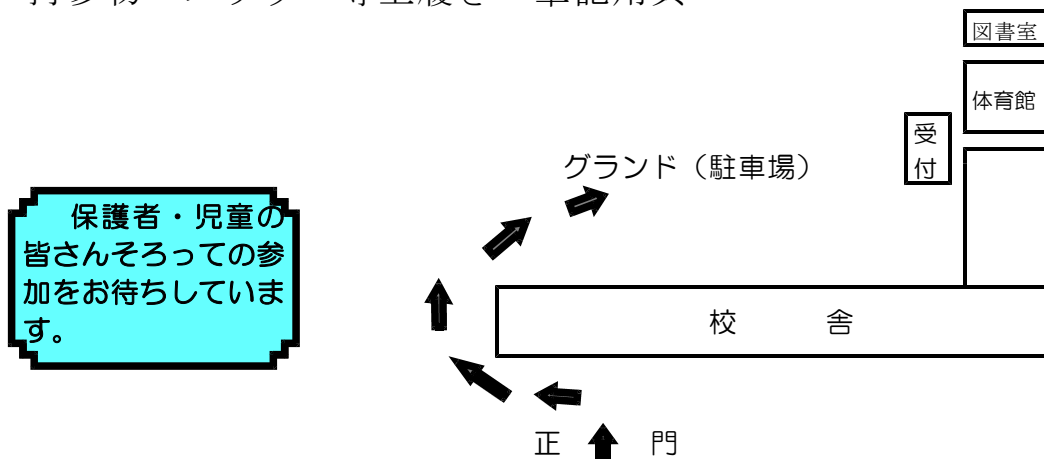 図書室
体育館
受付
グランド（駐車場）
保護者・児童の
皆さんそろっての参
加をお待ちしていま
す。
校　　舎
正　門